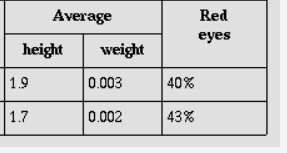 Average Red eyes
height weight
1.9 0.003 40%
1.7 0.002 43%